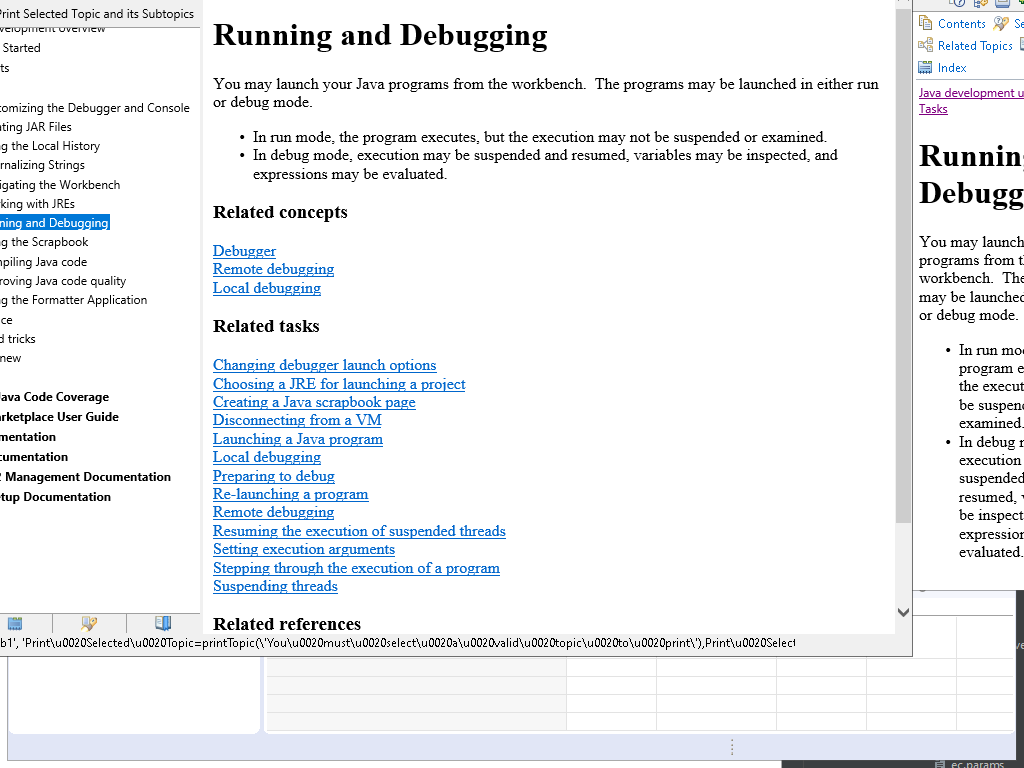 Print Selected Topic and its Subtopics
velopment overview
Started
ts
tomizing the Debugger and Console
ating JAR Files
g the Local History
rnalizing Strings
igating the Workbench
king with JREs
ning and Debugging
g the Scrapbook
mpiling Java code
roving Java code quality
g the Formatter Application
ce
d tricks
new
Java Code Coverage
arketplace User Guide
mentation
cumentation
2 Management Documentation
etup Documentation
Running and Debugging
You may launch your Java programs from the workbench. The programs may be launched in either run
or debug mode.
• In run mode, the program executes, but the execution may not be suspended or examined.
• In debug mode, execution may be suspended and resumed, variables may be inspected, and
expressions may be evaluated.
Related concepts
Debugger
Remote debugging
Local debugging
Related tasks
Changing debugger launch options
Choosing a JRE for launching a project
Creating a Java scrapbook page
Disconnecting from a VM
Launching a Java program
Local debugging
Preparing to debug
Re-launching a program
Remote debugging
Resuming the execution of suspended threads
Setting execution arguments
Stepping through the execution of a program
Suspending threads
Related references
b1', 'Print\u0020Selected\u0020Topic=printTopic(\'You\u0020must\u0020select\u0020a\u0020valid\u0020topic\u0020to\u0020print\'),Print\u0020Select
Contents Se
Related Topics
Index
Java development u
Tasks
Running
Debugg
You may launch
programs from t
workbench. The
may be launched
or debug mode.
• In run mod
program e
the execut
be suspend
examined.
• In debug m
execution
suspended
resumed, v
be inspect
expression
evaluated.
ve
ec.params